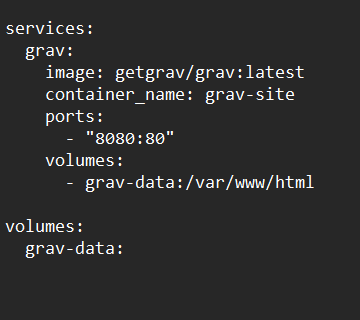 services:
  grav:
    image: getgrav/grav:latest
    container_name: grav-site
    ports:
      - "8080:80"
    volumes:
      - grav-data:/var/www/html

volumes:
  grav-data: